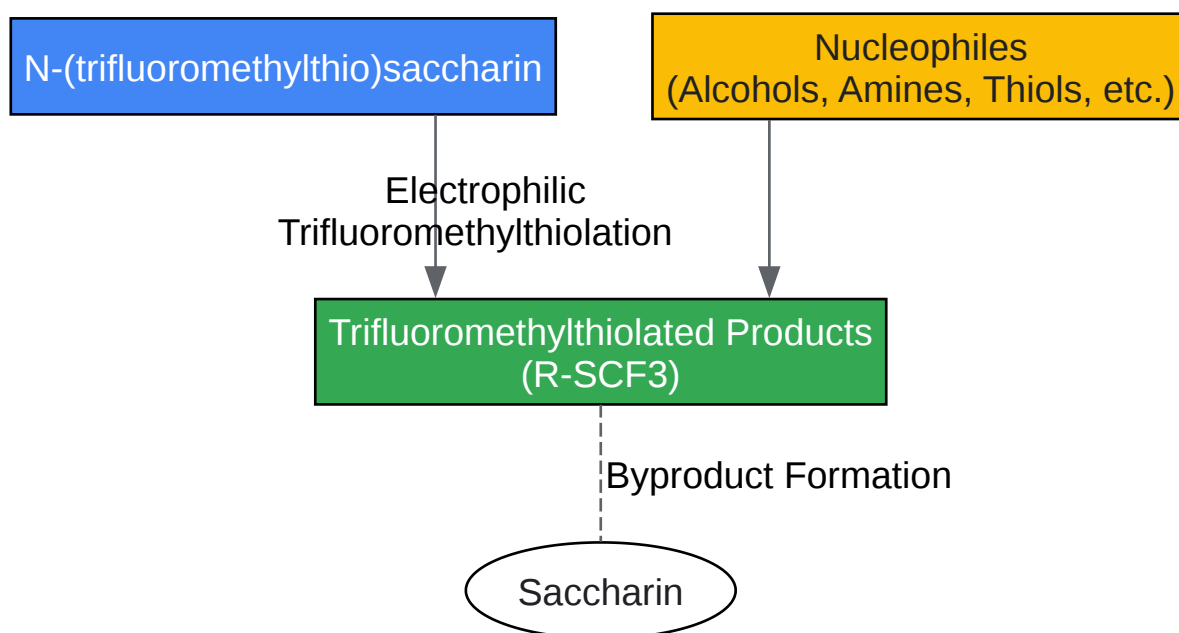 N-(trifluoromethylthio)saccharin
Nucleophiles
(Alcohols, Amines, Thiols, etc.)
Electrophilic
Trifluoromethylthiolation
Trifluoromethylthiolated Products
(R-SCF3)
Byproduct Formation
Saccharin